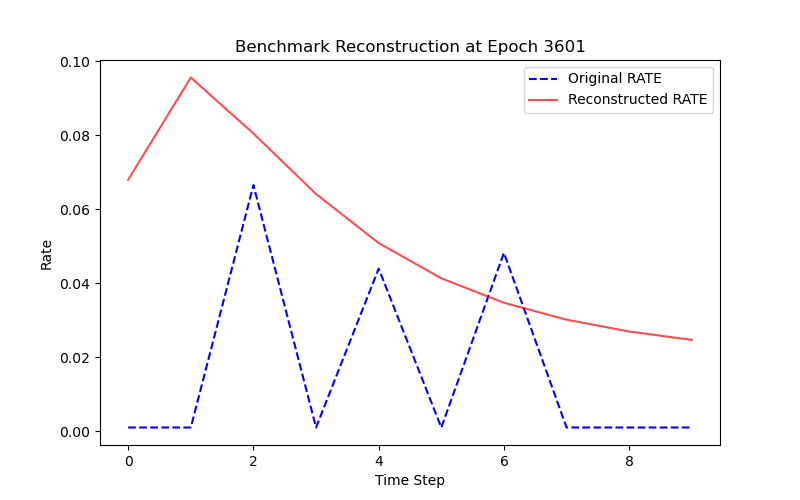 Benchmark Reconstruction at Epoch 3601
Original RATE
Reconstructed RATE
0.10
0.08
0.06
0.04
0.02
0.00
Rate
0 2 4 6 8
Time Step